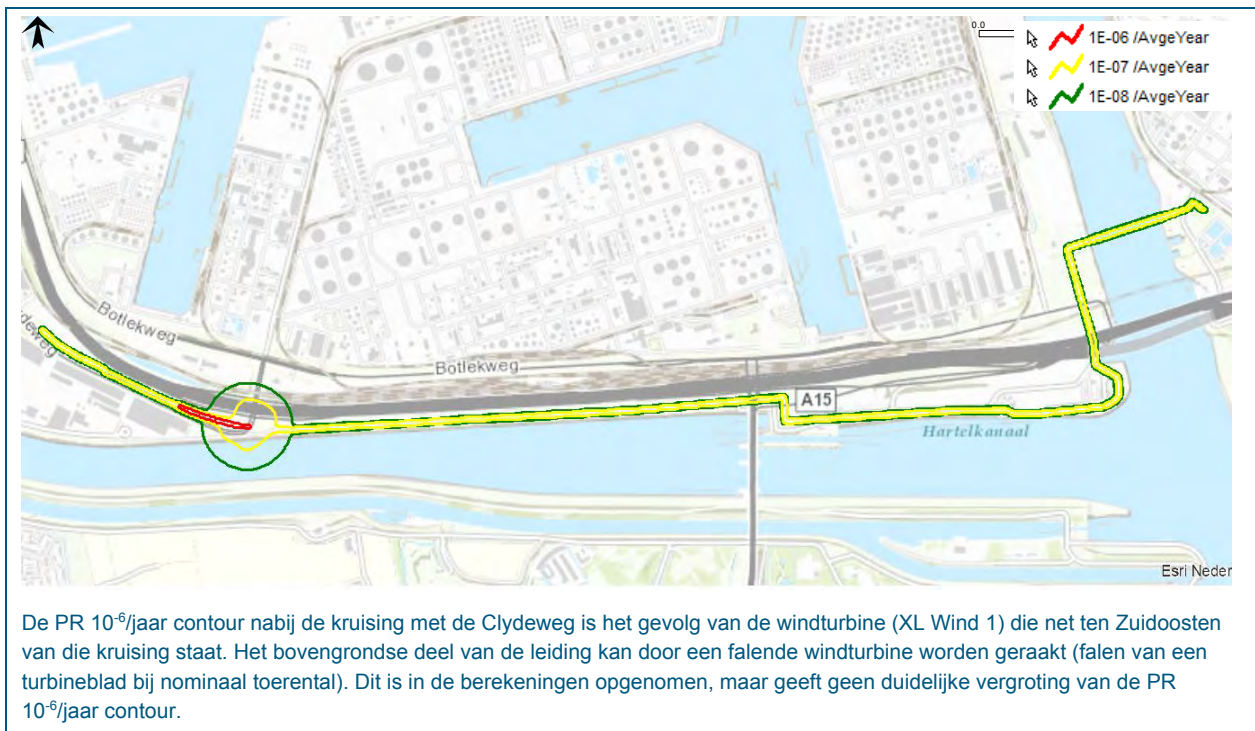 0.0
1E-06 /AvgeYear
1E-07 /AvgeYear
1E-08 /AvgeYear
Botlekweg
deweg
Botlekweg
A15
Hartelkanaal
Esri Neder
De PR 10⁻⁶/jaar contour nabij de kruising met de Clydeweg is het gevolg van de windturbine (XL Wind 1) die net ten Zuidoosten
van die kruising staat. Het bovengrondse deel van de leiding kan door een falende windturbine worden geraakt (falen van een
turbineblad bij nominaal toerental). Dit is in de berekeningen opgenomen, maar geeft geen duidelijke vergroting van de PR
10⁻⁶/jaar contour.